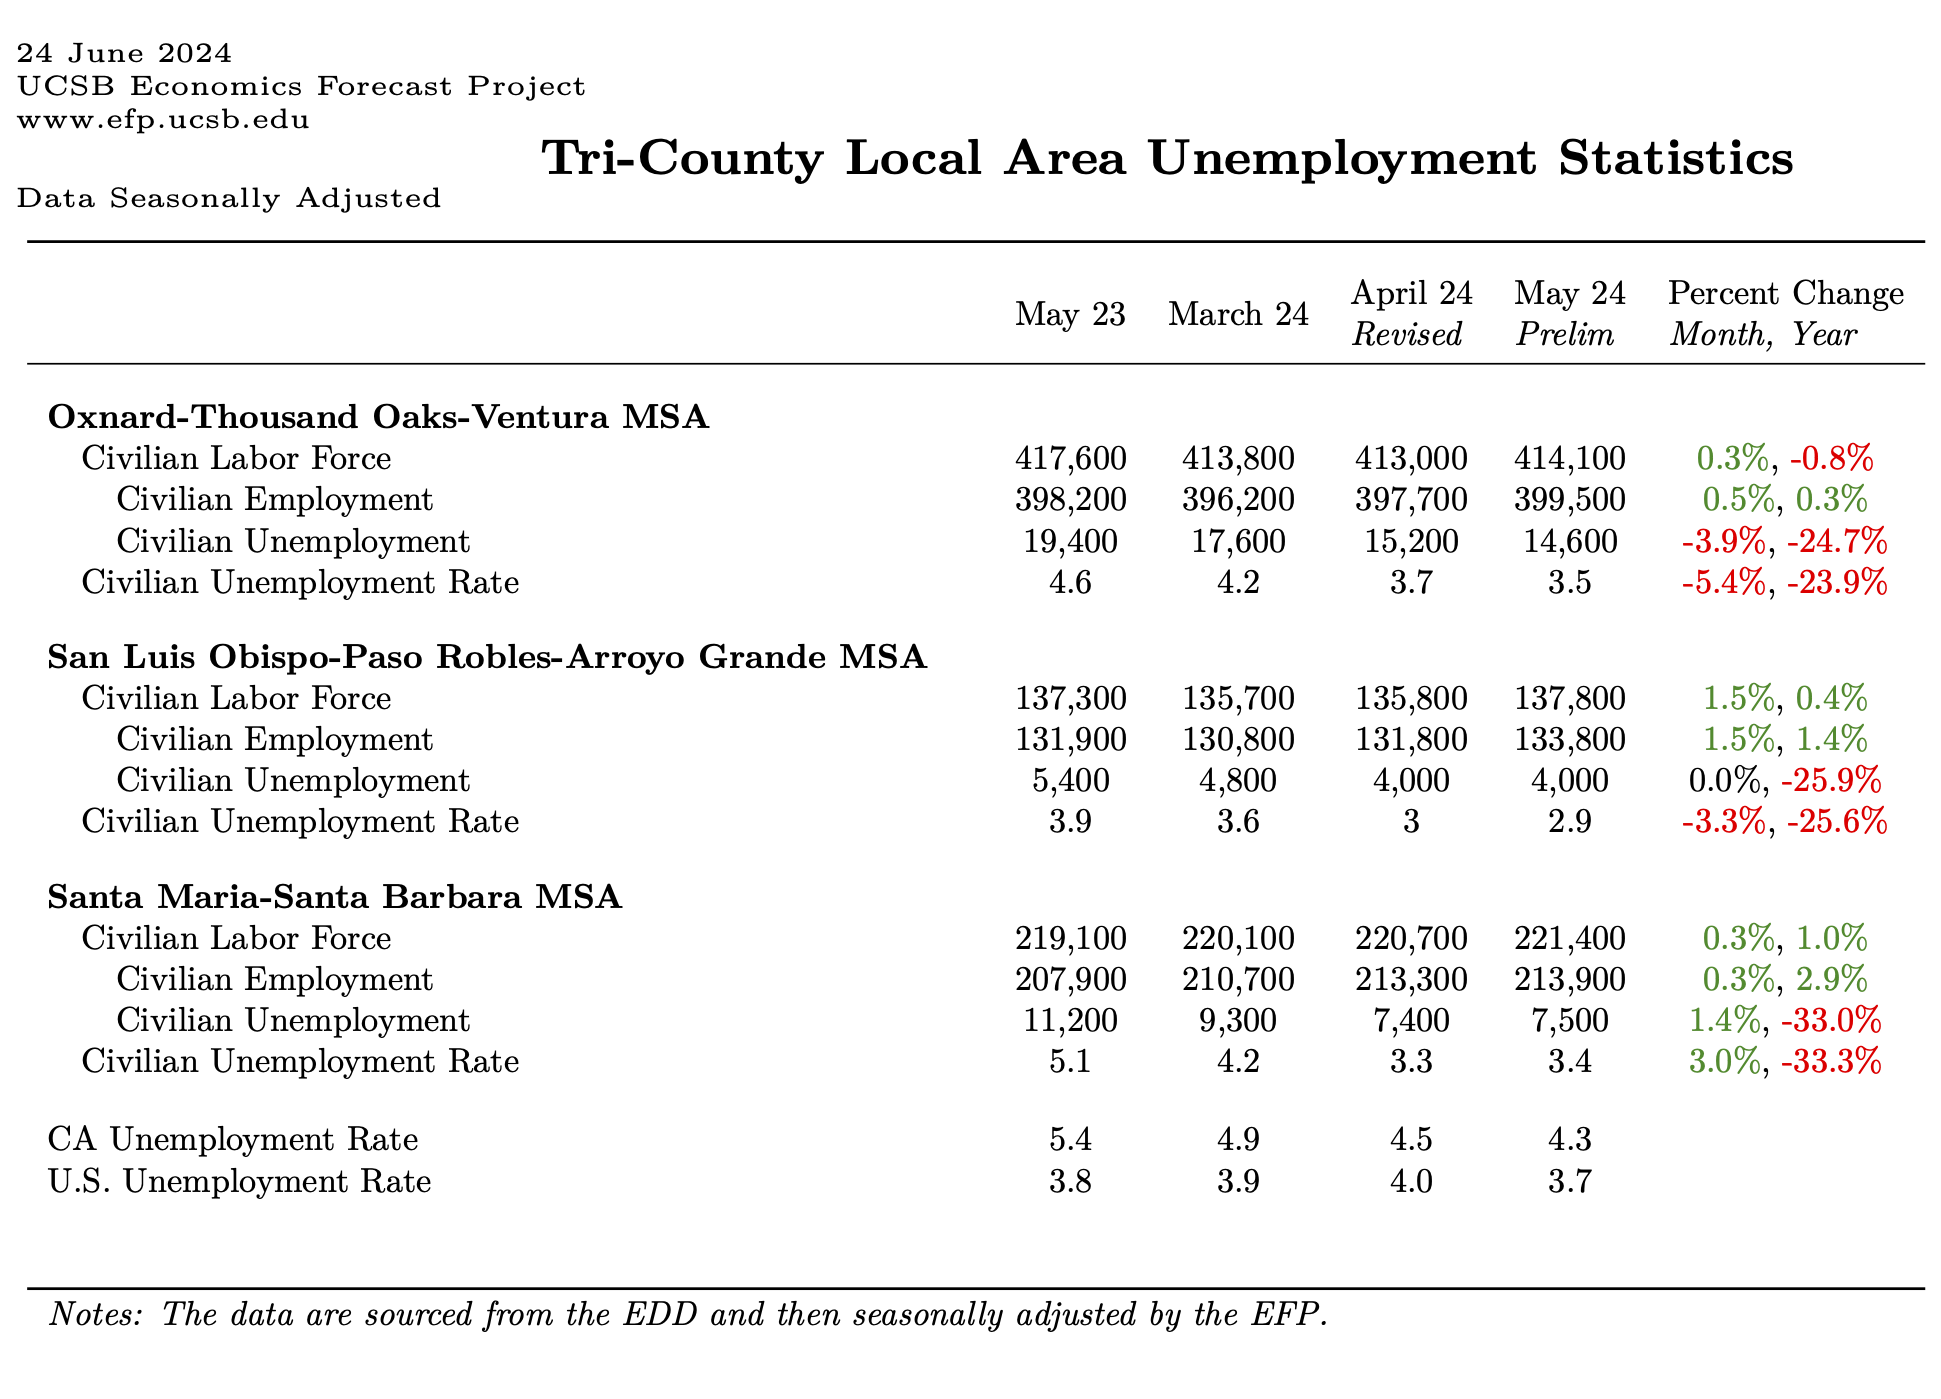 24 June 2024
UCSB Economics Forecast Project
www.efp.ucsb.edu
Tri-County Local Area Unemployment Statistics
Data Seasonally Adjusted
May 23 March 24 April 24 May 24 Percent Change
Revised Prelim Month, Year
Oxnard-Thousand Oaks-Ventura MSA
Civilian Labor Force 417,600 413,800 413,000 414,100 0.3%, -0.8%
Civilian Employment 398,200 396,200 397,700 399,500 0.5%, 0.3%
Civilian Unemployment 19,400 17,600 15,200 14,600 -3.9%, -24.7%
Civilian Unemployment Rate 4.6 4.2 3.7 3.5 -5.4%, -23.9%
San Luis Obispo-Paso Robles-Arroyo Grande MSA
Civilian Labor Force 137,300 135,700 135,800 137,800 1.5%, 0.4%
Civilian Employment 131,900 130,800 131,800 133,800 1.5%, 1.4%
Civilian Unemployment 5,400 4,800 4,000 4,000 0.0%, -25.9%
Civilian Unemployment Rate 3.9 3.6 3 2.9 -3.3%, -25.6%
Santa Maria-Santa Barbara MSA
Civilian Labor Force 219,100 220,100 220,700 221,400 0.3%, 1.0%
Civilian Employment 207,900 210,700 213,300 213,900 0.3%, 2.9%
Civilian Unemployment 11,200 9,300 7,400 7,500 1.4%, -33.0%
Civilian Unemployment Rate 5.1 4.2 3.3 3.4 3.0%, -33.3%
CA Unemployment Rate 5.4 4.9 4.5 4.3
U.S. Unemployment Rate 3.8 3.9 4.0 3.7
Notes: The data are sourced from the EDD and then seasonally adjusted by the EFP.